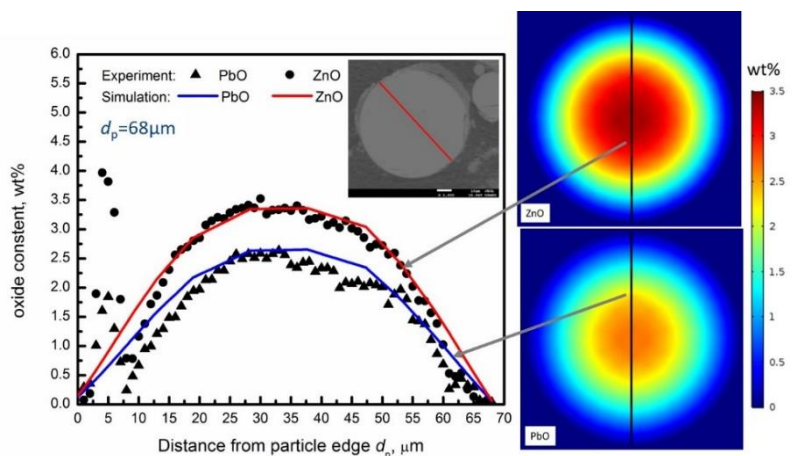 6.0
5.5
5.0
4.5
4.0
3.5
3.0
2.5
2.0
1.5
1.0
0.5
0.0
oxide constent, wt%
Experiment: PbO ZnO
Simulation: PbO ZnO
dp=68μm
0 5 10 15 20 25 30 35 40 45 50 55 60 65 70
Distance from particle edge dp, μm
ZnO
PbO
wt%
3.5
3
2.5
2
1.5
1
0.5
0